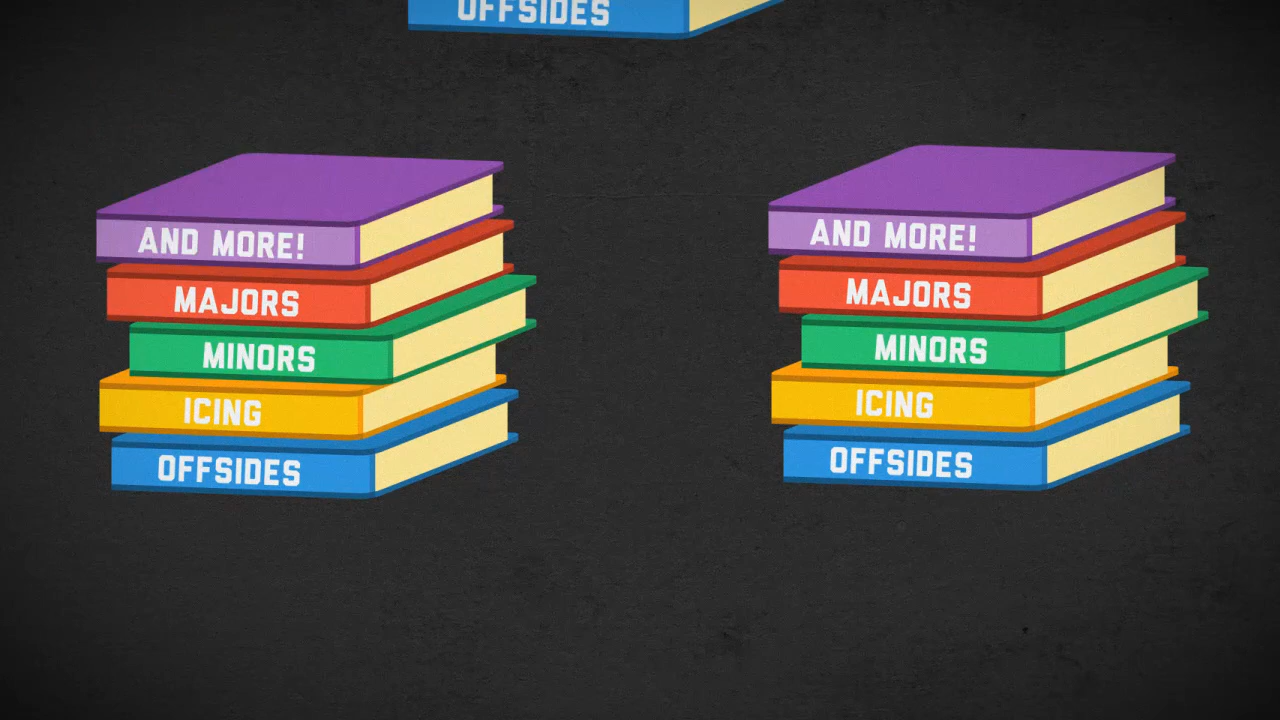 OFFSIDES
AND MORE!
MAJORS
MINORS
ICING
OFFSIDES
AND MORE!
MAJORS
MINORS
ICING
OFFSIDES